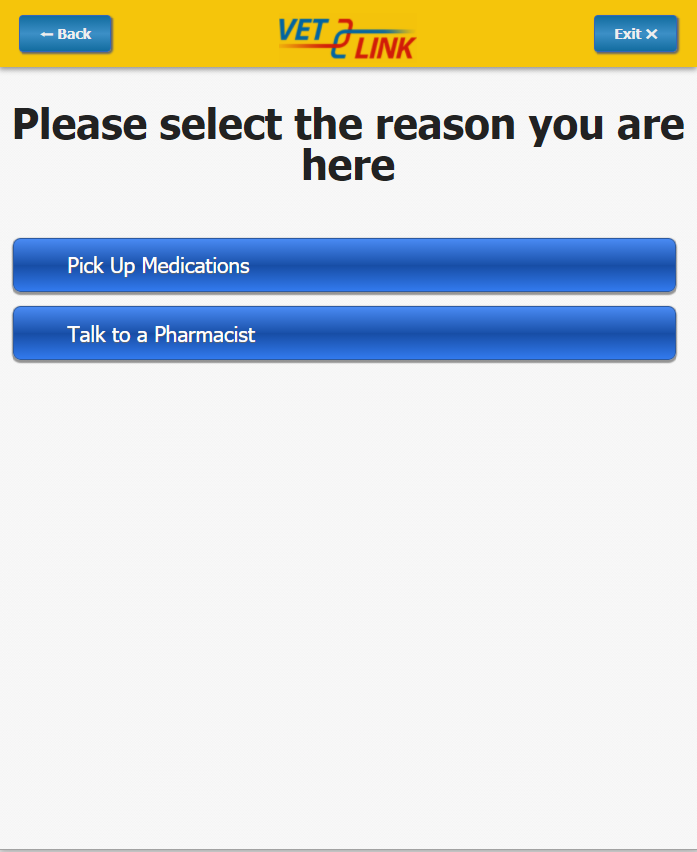 ← Back
VET
LINK
Exit ✕
Please select the reason you are
here
Pick Up Medications
Talk to a Pharmacist